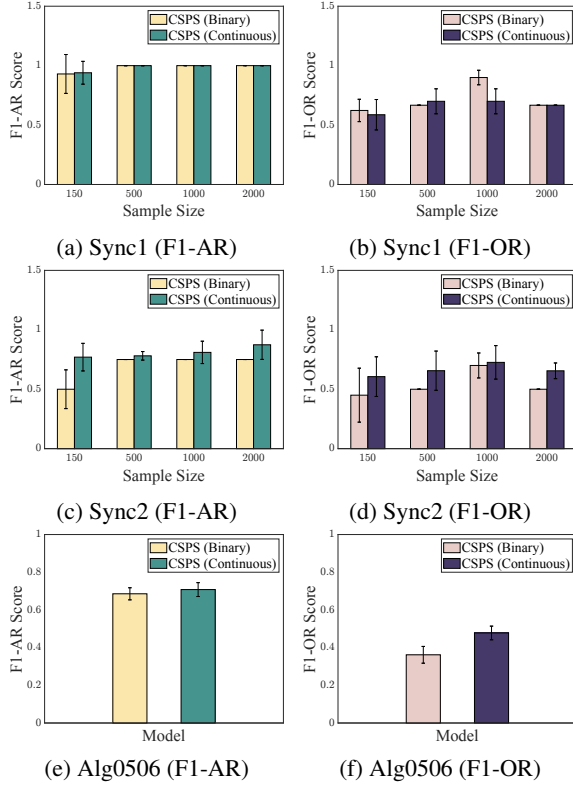 1.5
1
0.5
0
F1-AR Score
CSPS (Binary)
CSPS (Continuous)
150 500 1000 2000
Sample Size
(a) Sync1 (F1-AR)
1.5
1
0.5
0
F1-OR Score
CSPS (Binary)
CSPS (Continuous)
150 500 1000 2000
Sample Size
(b) Sync1 (F1-OR)
1.5
1
0.5
0
F1-AR Score
CSPS (Binary)
CSPS (Continuous)
150 500 1000 2000
Sample Size
(c) Sync2 (F1-AR)
1.5
1
0.5
0
F1-OR Score
CSPS (Binary)
CSPS (Continuous)
150 500 1000 2000
Sample Size
(d) Sync2 (F1-OR)
1
0.8
0.6
0.4
0.2
0
F1-AR Score
CSPS (Binary)
CSPS (Continuous)
Model
(e) Alg0506 (F1-AR)
1
0.8
0.6
0.4
0.2
0
F1-OR Score
CSPS (Binary)
CSPS (Continuous)
Model
(f) Alg0506 (F1-OR)